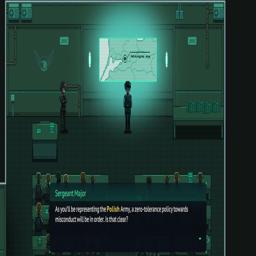 Sergeant Major
As you'll be representing the Polish Army, a zero-tolerance policy towards
misconduct will be in order. Is that clear?